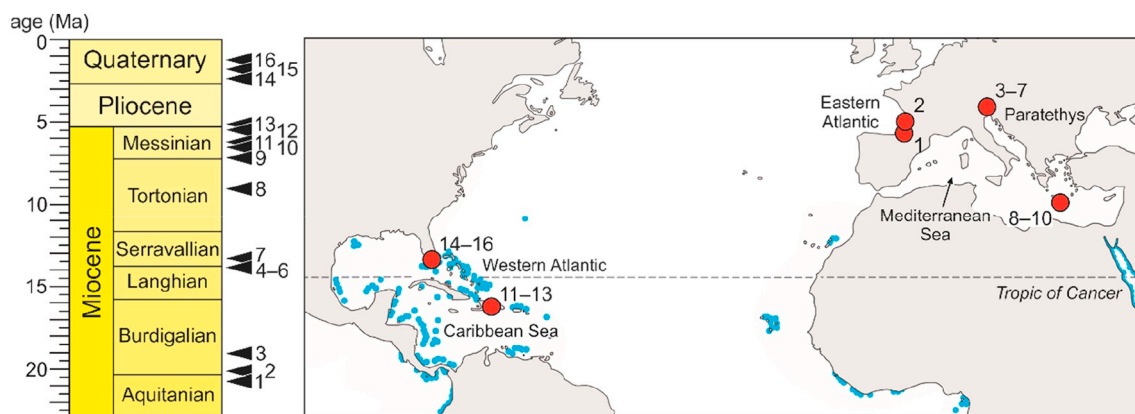 age (Ma)
0
5
10
15
20
Quaternary
Pliocene
Miocene
Messinian
Tortonian
Serravallian
Langhian
Burdigalian
Aquitanian
16
15
14
13
12
11
10
9
8
7
4–6
3
2
1
14–16
Western Atlantic
11–13
Caribbean Sea
Eastern
Atlantic
2
1
3–7
Paratethys
Mediterranean
Sea
8–10
Tropic of Cancer